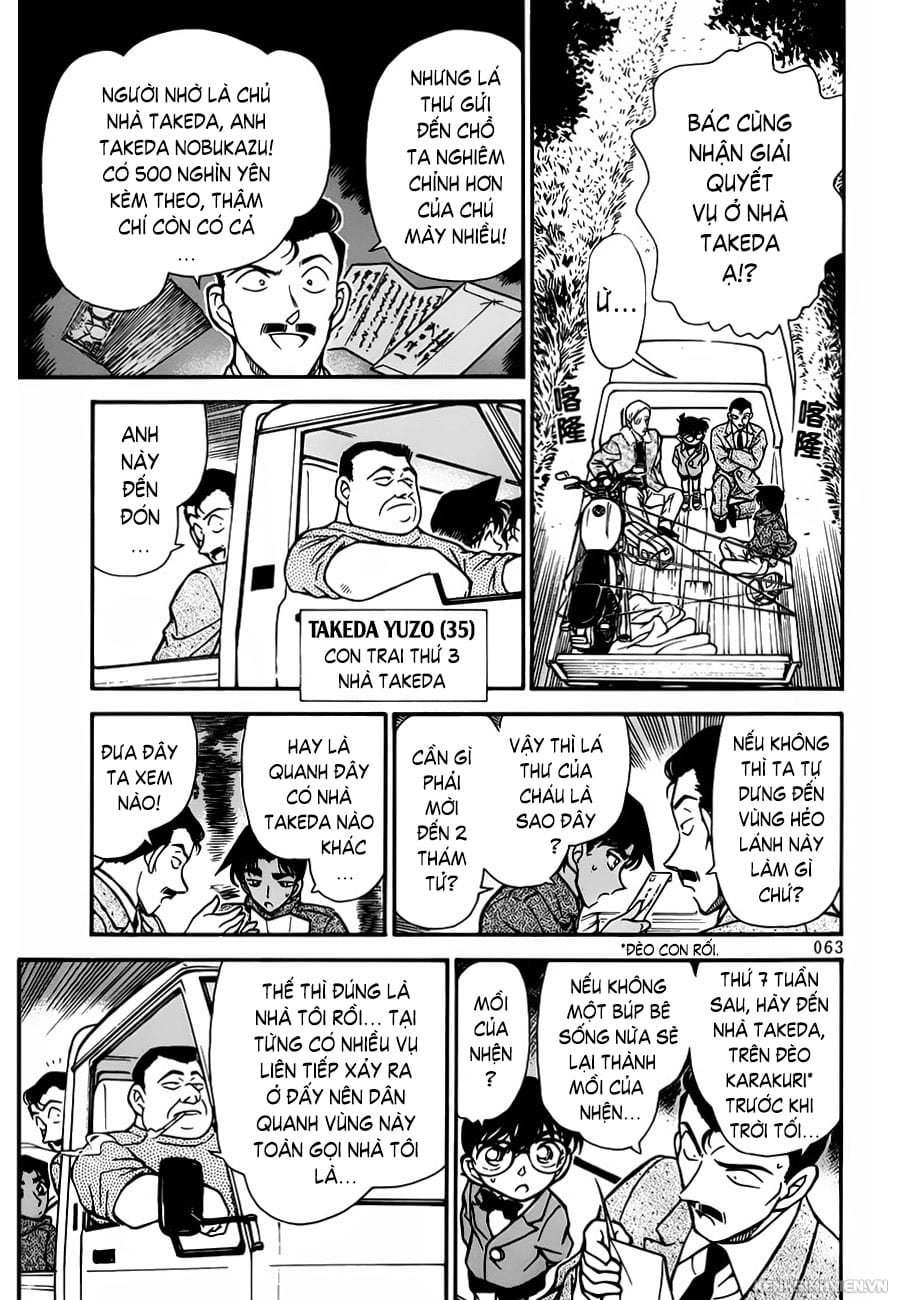 BÁC CŨNG
NHẬN GIẢI
QUYẾT
VỤ Ở NHÀ
TAKEDA
Ạ!?
Ừ...
喀隆
喀隆
NHƯNG LÁ
THƯ GỬI
ĐẾN CHỖ
TA NGHIÊM
CHỈNH HƠN
CỦA CHÚ
MÀY NHIỀU!
NGƯỜI NHỜ LÀ CHỦ
NHÀ TAKEDA, ANH
TAKEDA NOBUKAZU!
CÓ 500 NGHÌN YÊN
KÈM THEO, THẬM
CHÍ CÒN CÓ CẢ
...
ANH
NÀY
ĐẾN
ĐÓN
...
TAKEDA YUZO (35)
CON TRAI THỨ 3
NHÀ TAKEDA
NẾU KHÔNG
THÌ TA TỰ
DƯNG ĐẾN
VÙNG HẺO
LÁNH NÀY
LÀM GÌ
CHỨ?
VẬY THÌ LÁ
THƯ CỦA
CHÁU LÀ
SAO ĐÂY
?
CẦN GÌ
PHẢI
MỜI
ĐẾN 2
THÁM
TỬ?
HAY LÀ
QUANH ĐÂY
CÓ NHÀ
TAKEDA NÀO
KHÁC
...
ĐƯA ĐÂY
TA XEM
NÀO!
*ĐÈO CON RỐI.
063
THỨ 7 TUẦN
SAU, HÃY ĐẾN
NHÀ TAKEDA,
TRÊN ĐÈO
KARAKURI*
TRƯỚC KHI
TRỜI TỐI...
NẾU KHÔNG
MỘT BÚP BÊ
SỐNG NỮA SẼ
LẠI THÀNH
MỒI CỦA
NHỆN...
MỒI
CỦA
NHỆN
?
THẾ THÌ ĐÚNG LÀ
NHÀ TÔI RỒI... TẠI
TỪNG CÓ NHIỀU VỤ
LIÊN TIẾP XẢY RA
Ở ĐẤY NÊN DÂN
QUANH VÙNG NÀY
TOÀN GỌI NHÀ TÔI
LÀ...